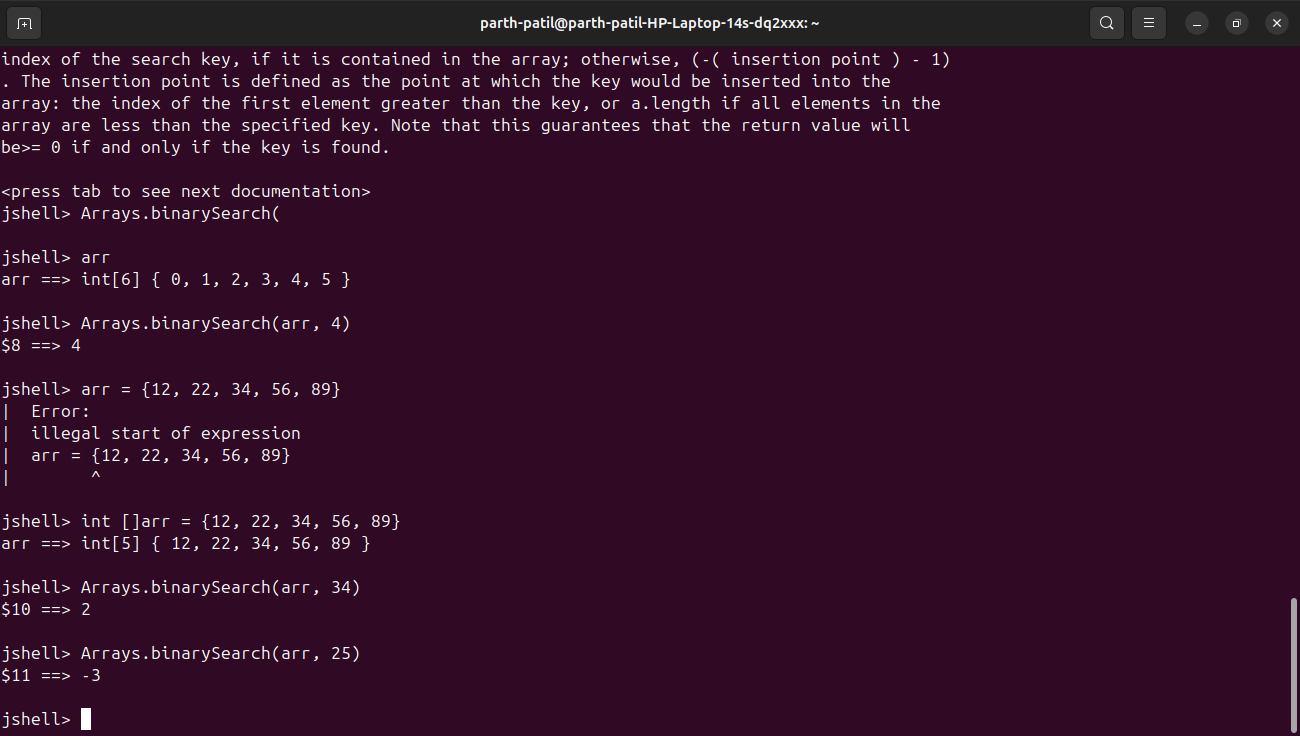 parth-patil@parth-patil-HP-Laptop-14s-dq2xxx: ~
index of the search key, if it is contained in the array; otherwise, (-( insertion point ) - 1)
. The insertion point is defined as the point at which the key would be inserted into the
array: the index of the first element greater than the key, or a.length if all elements in the
array are less than the specified key. Note that this guarantees that the return value will
be>= 0 if and only if the key is found.
<press tab to see next documentation>
jshell> Arrays.binarySearch(
jshell> arr
arr ==> int[6] { 0, 1, 2, 3, 4, 5 }
jshell> Arrays.binarySearch(arr, 4)
$8 ==> 4
jshell> arr = {12, 22, 34, 56, 89}
|  Error:
|  illegal start of expression
|  arr = {12, 22, 34, 56, 89}
|        ^
jshell> int []arr = {12, 22, 34, 56, 89}
arr ==> int[5] { 12, 22, 34, 56, 89 }
jshell> Arrays.binarySearch(arr, 34)
$10 ==> 2
jshell> Arrays.binarySearch(arr, 25)
$11 ==> -3
jshell>